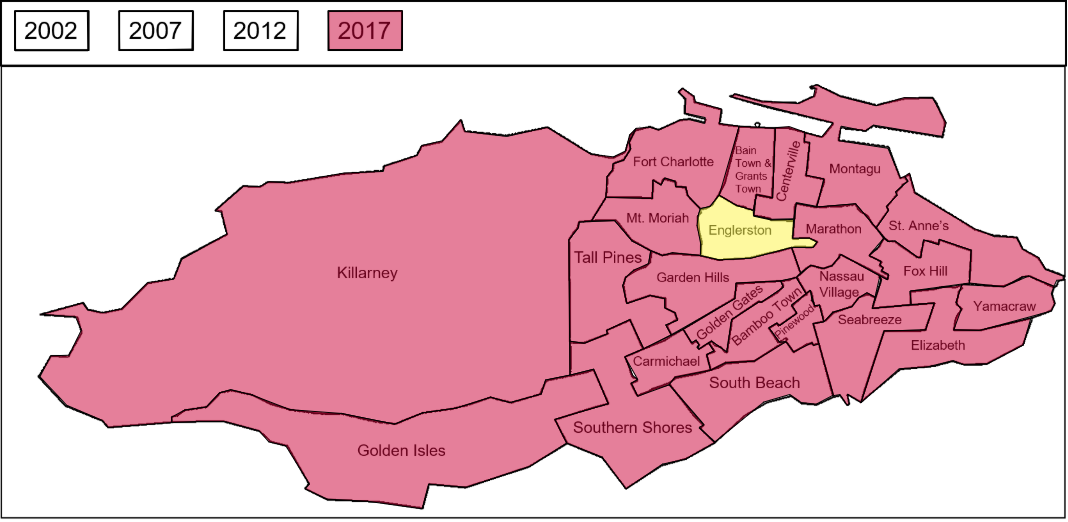 2002 2007 2012 2017
Fort Charlotte
Bain
Town &
Grants
Town
Centerville
Montagu
Mt. Moriah
Englerston
Marathon
St. Anne's
Tall Pines
Killarney
Garden Hills
Nassau
Village
Fox Hill
Golden Gates
Bamboo Town
Pinewood
Seabreeze
Yamacraw
Elizabeth
Carmichael
South Beach
Southern Shores
Golden Isles